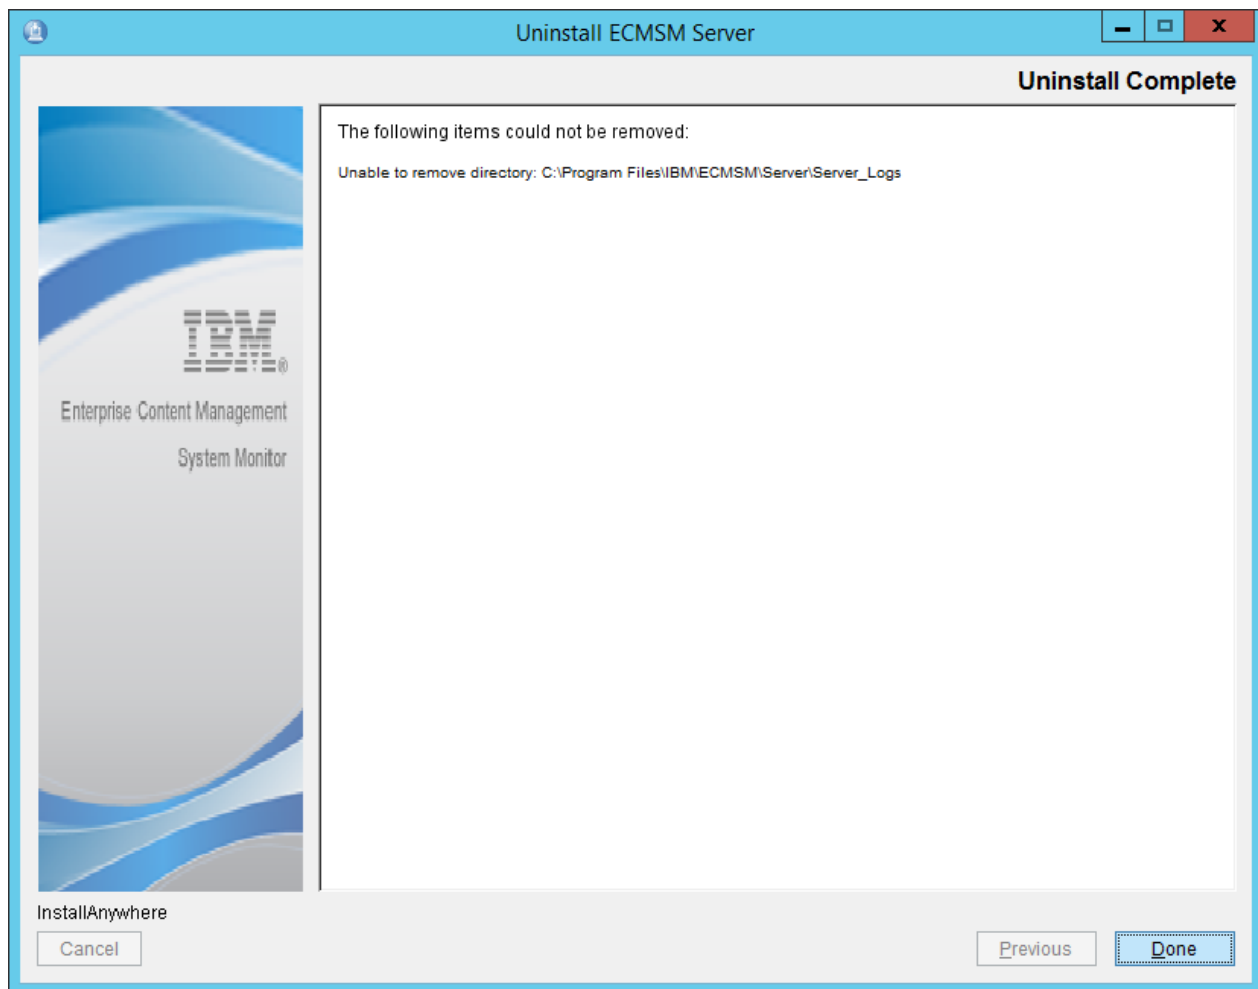 Uninstall ECMSM Server
Uninstall Complete
The following items could not be removed:
Unable to remove directory: C:\Program Files\IBM\ECMSM\Server\Server_Logs
IBM®
Enterprise Content Management
System Monitor
InstallAnywhere
Cancel
Previous
Done